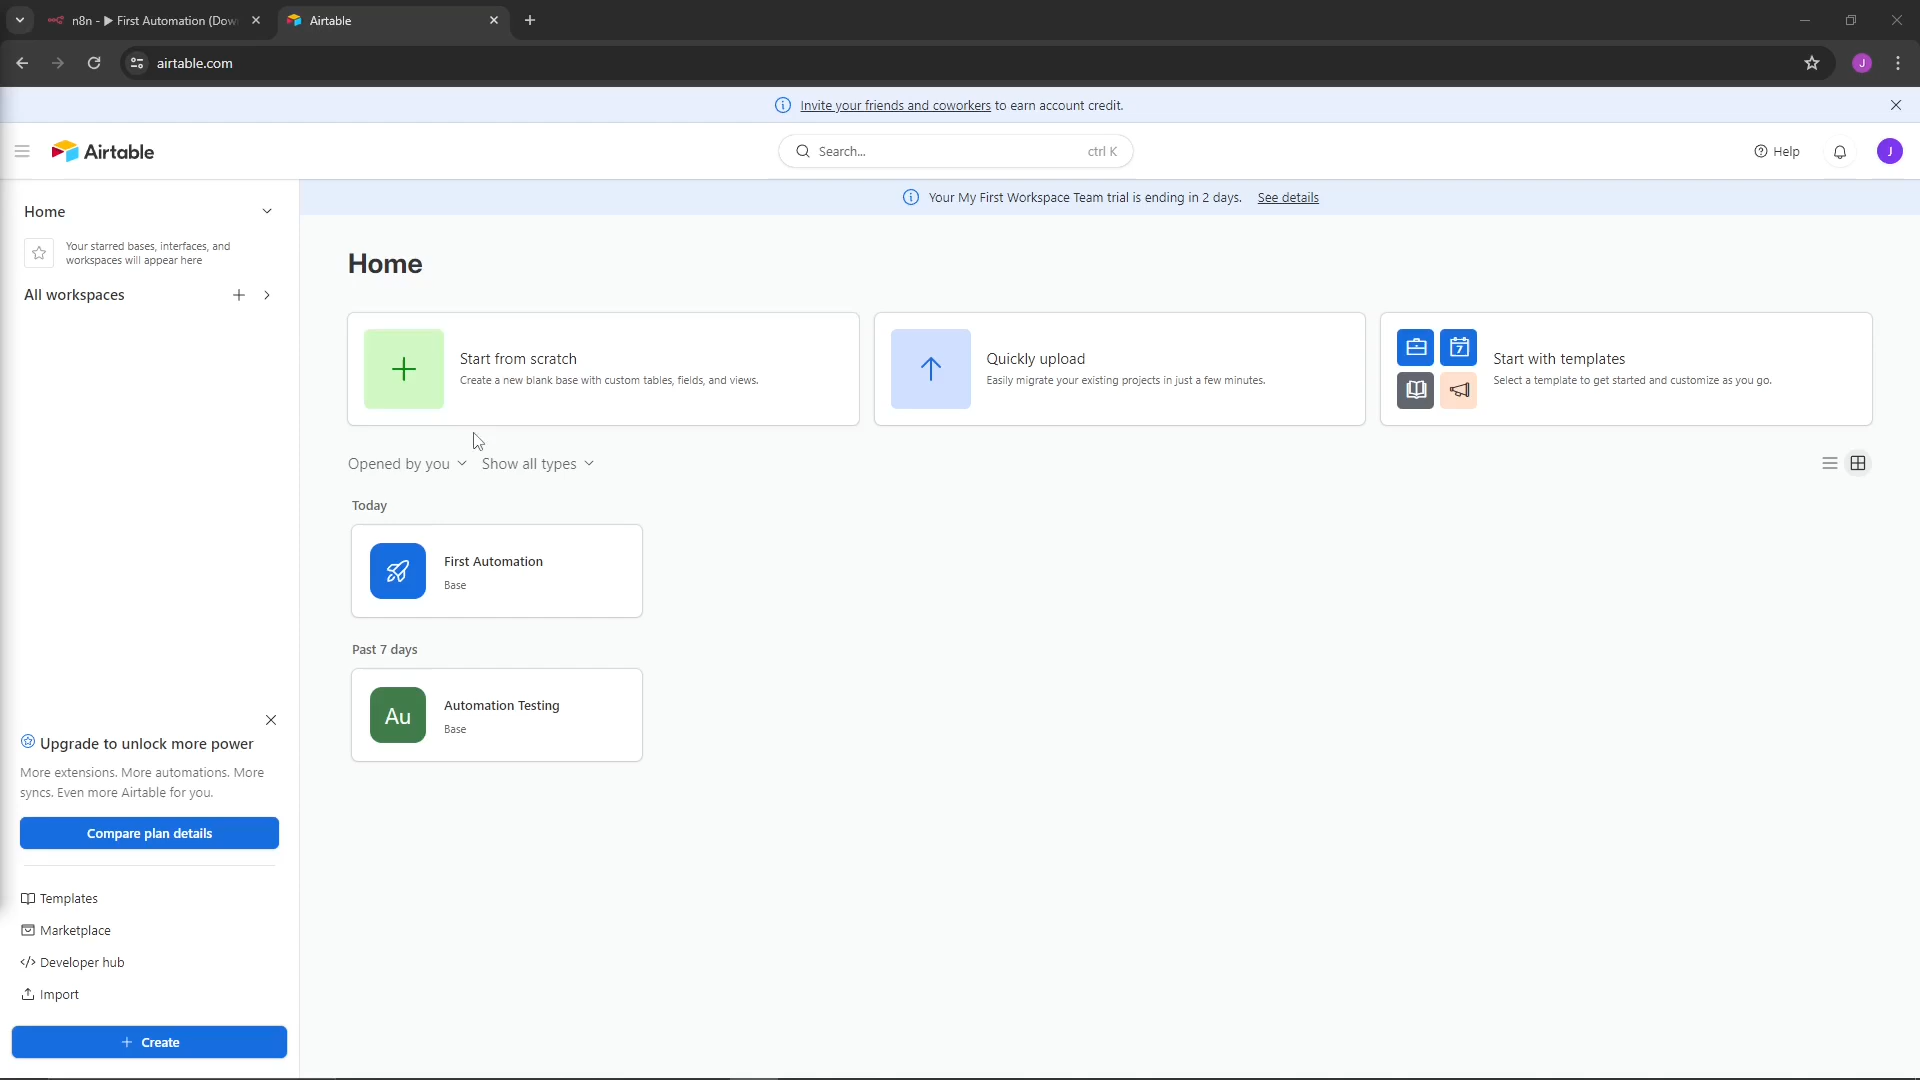 n8n - ▶ First Automation (Dow
Airtable
airtable.com
J
Invite your friends and coworkers to earn account credit.
Airtable
Search...
ctrl K
Help
J
Home
Your My First Workspace Team trial is ending in 2 days. See details
Your starred bases, interfaces, and
workspaces will appear here
All workspaces
Home
Start from scratch
Create a new blank base with custom tables, fields, and views.
Quickly upload
Easily migrate your existing projects in just a few minutes.
7
Start with templates
Select a template to get started and customize as you go.
Opened by you
Show all types
Today
First Automation
Base
Past 7 days
Au
Automation Testing
Base
Upgrade to unlock more power
More extensions. More automations. More
syncs. Even more Airtable for you.
Compare plan details
Templates
Marketplace
</> Developer hub
Import
+ Create